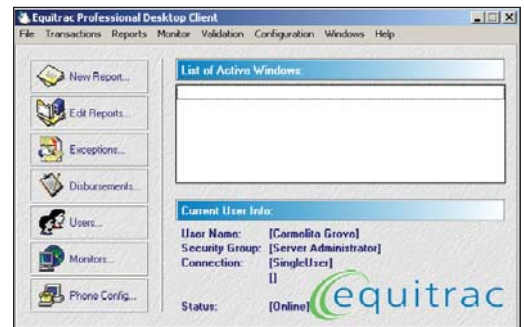 Equitrac Professional Desktop Client
File Transactions Reports Monitor Validation Configuration Windows Help
New Report...
Edit Reports...
Exceptions...
Disbursements...
Users...
Monitors...
Phone Config...
List of Active Windows:
Current User Info:
User Name: [Carmelita Grovo]
Security Group: [Server Administrator]
Connection: [SingleUser]
[]
Status: [Online]
equitrac